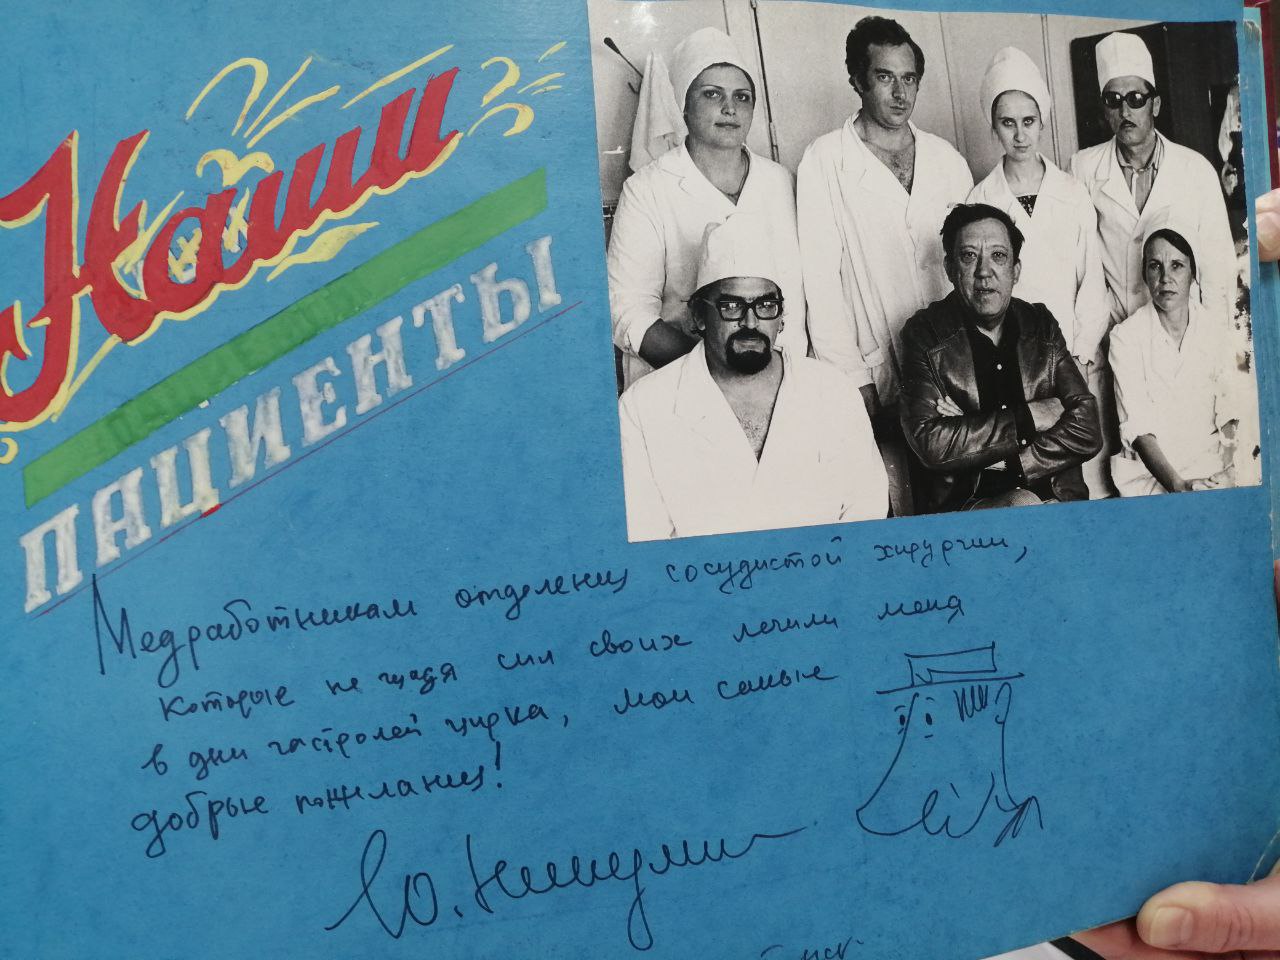 Наши
ПАЦИЕНТЫ
Медработникам отделения сосудистой хирургии,
которые не щадя сил своих лечили меня
в дни гастролей цирка, мои самые
добрые пожелания!
Ю. Никулин